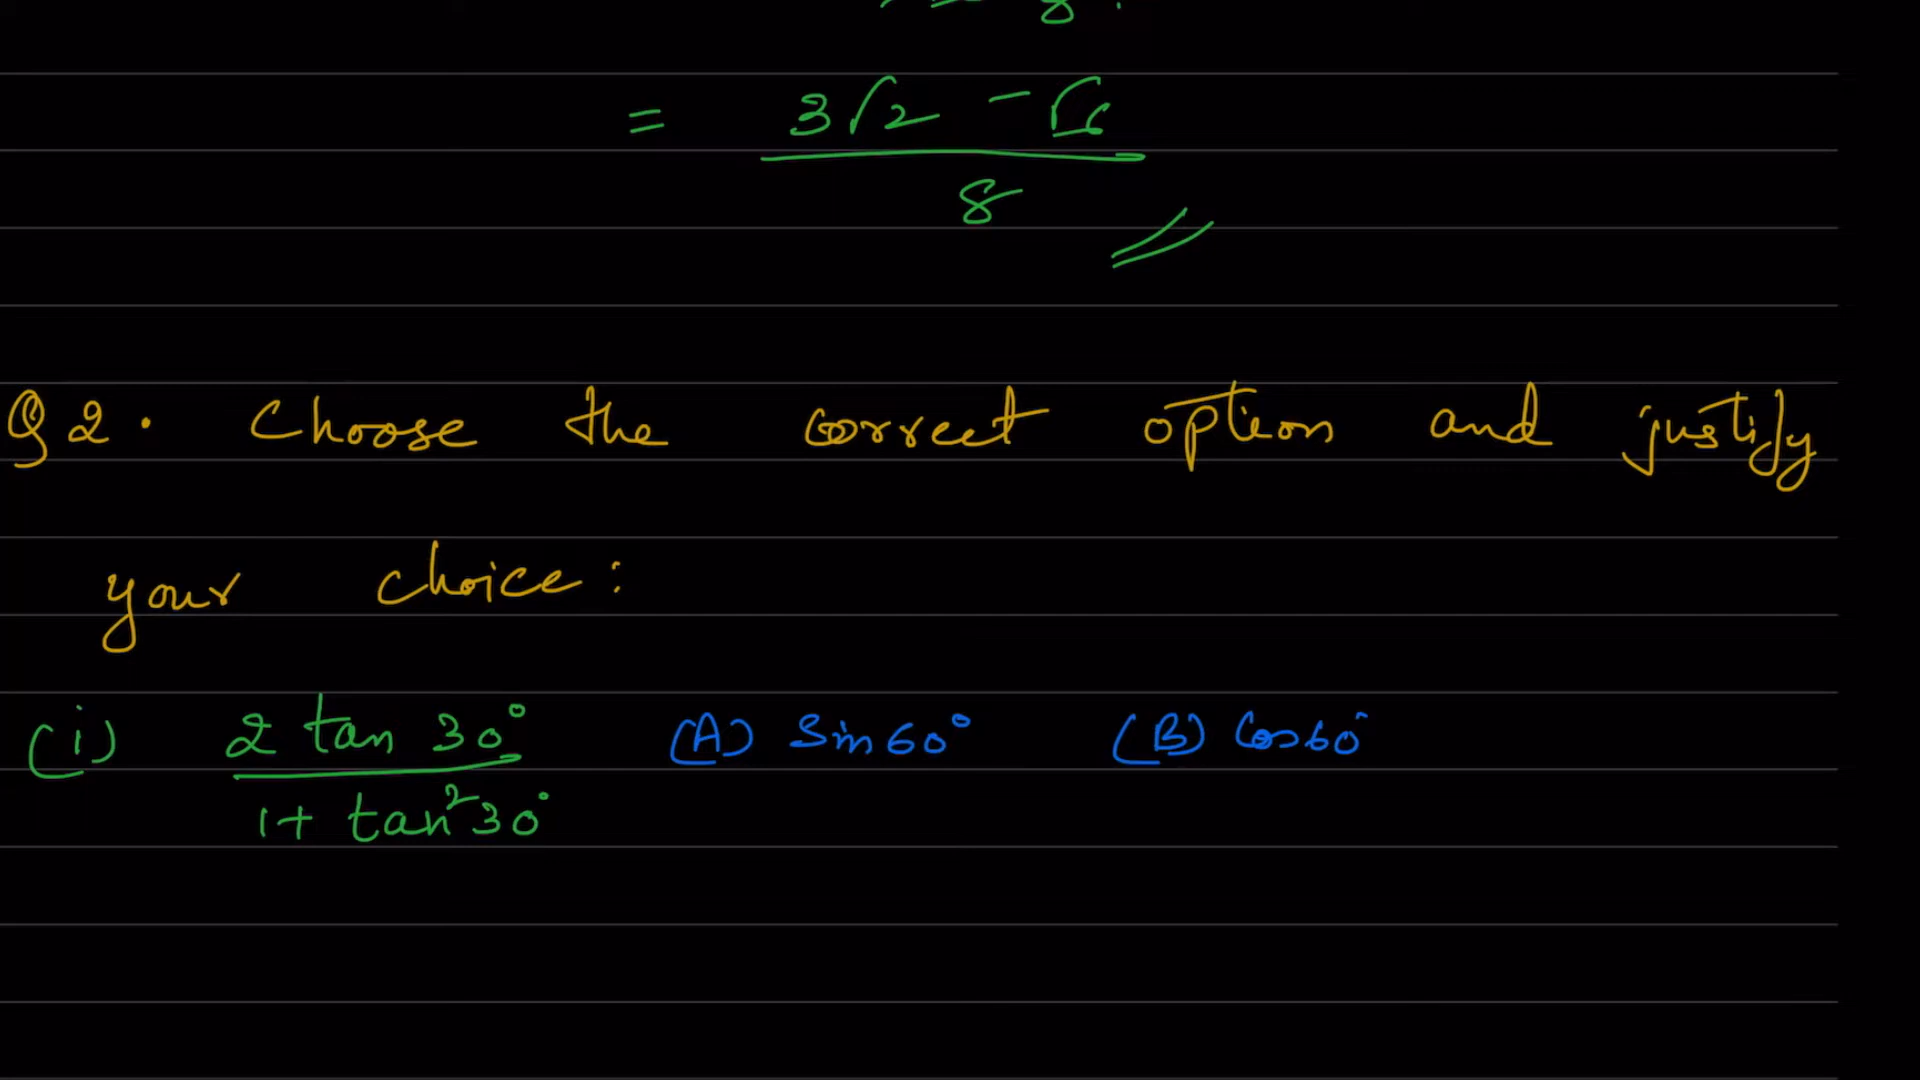 8
= 3√2 - √6
8
Q2. Choose the correct option and justify
your choice:
(i) 2 tan 30° (A) Sin 60° (B) Cos 60°
1+ tan²30°